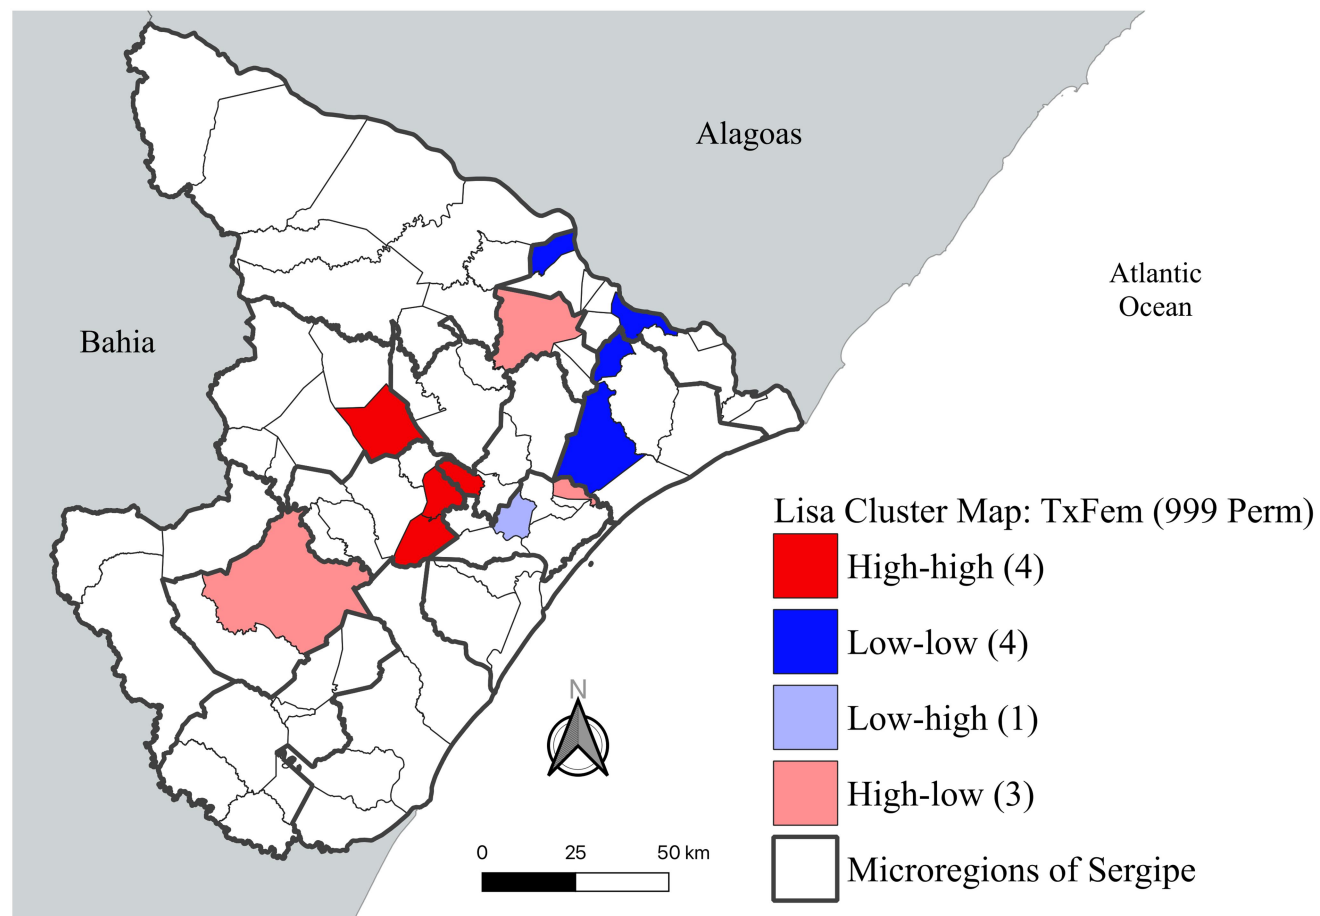 Alagoas
Atlantic
Ocean
Bahia
Lisa Cluster Map: TxFem (999 Perm)
High-high (4)
Low-low (4)
Low-high (1)
High-low (3)
Microregions of Sergipe
N
0 25 50 km